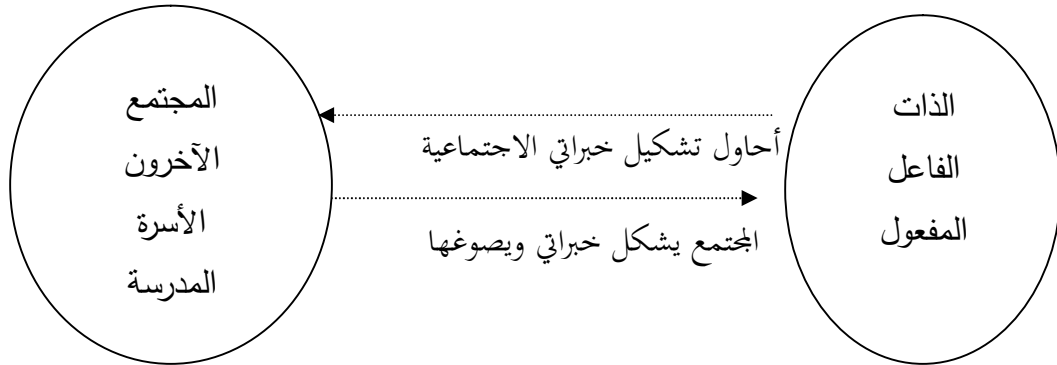 الذات
الفاعل
المفعول
أحاول تشكيل خبراتي الاجتماعية
المجتمع يشكل خبراتي ويصوغها
المجتمع
الآخرون
الأسرة
المدرسة